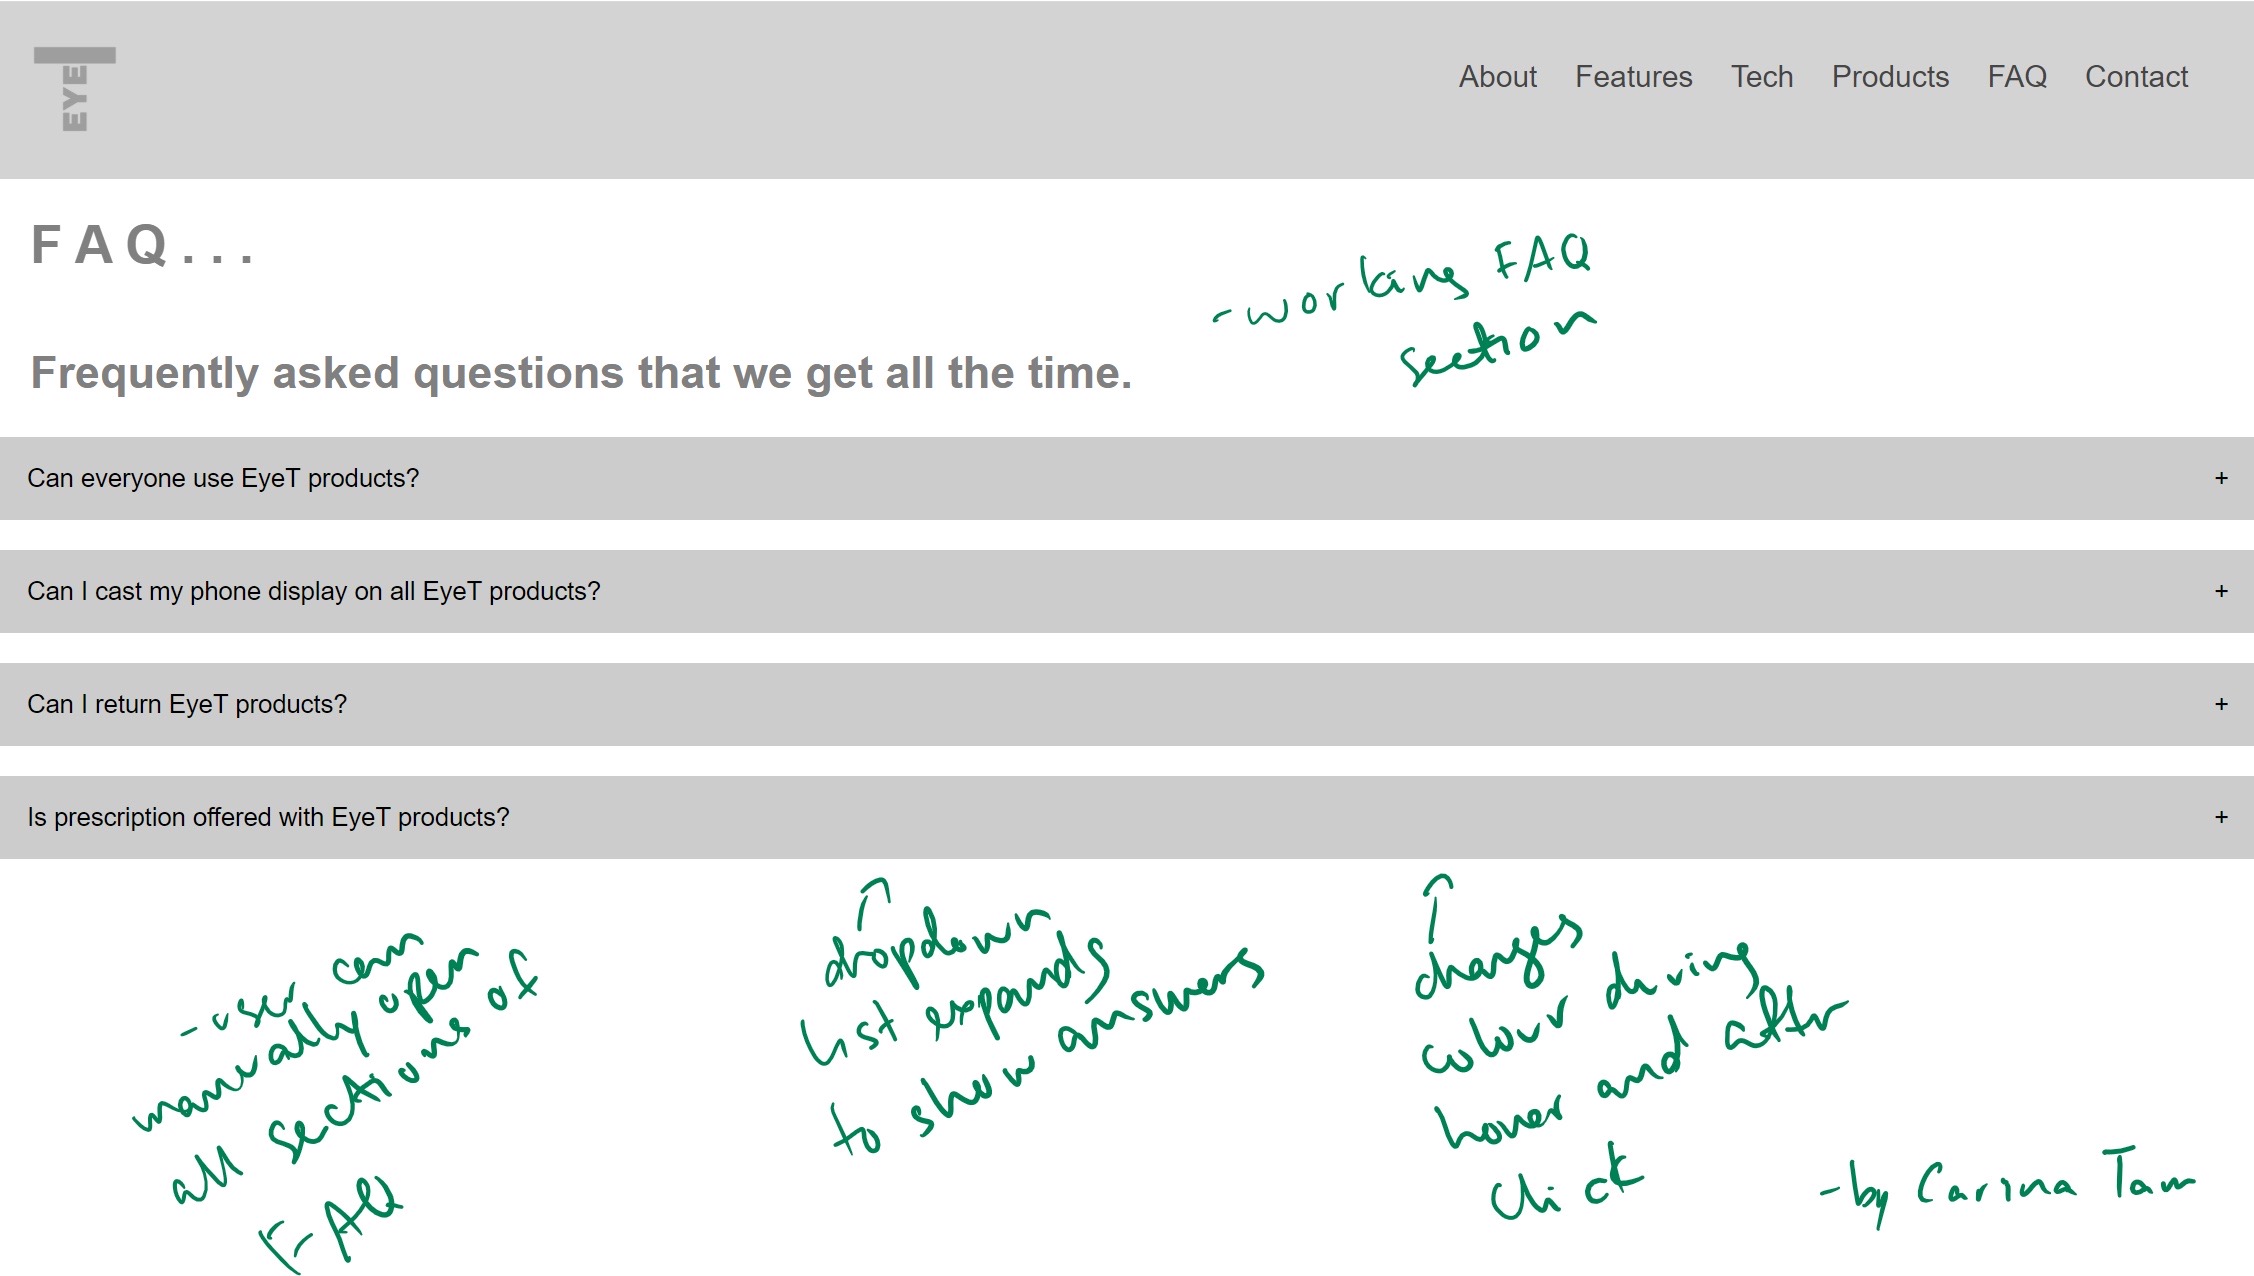 EYET
About Features Tech Products FAQ Contact
FAQ...
-working FAQ
section
Frequently asked questions that we get all the time.
Can everyone use EyeT products? +
Can I cast my phone display on all EyeT products? +
Can I return EyeT products? +
Is prescription offered with EyeT products? +
-user can
manually open
all sections of
FAQ
dropdown
list expands
to show answers
changes
colour during
hover and after
click
-by Carina Tam